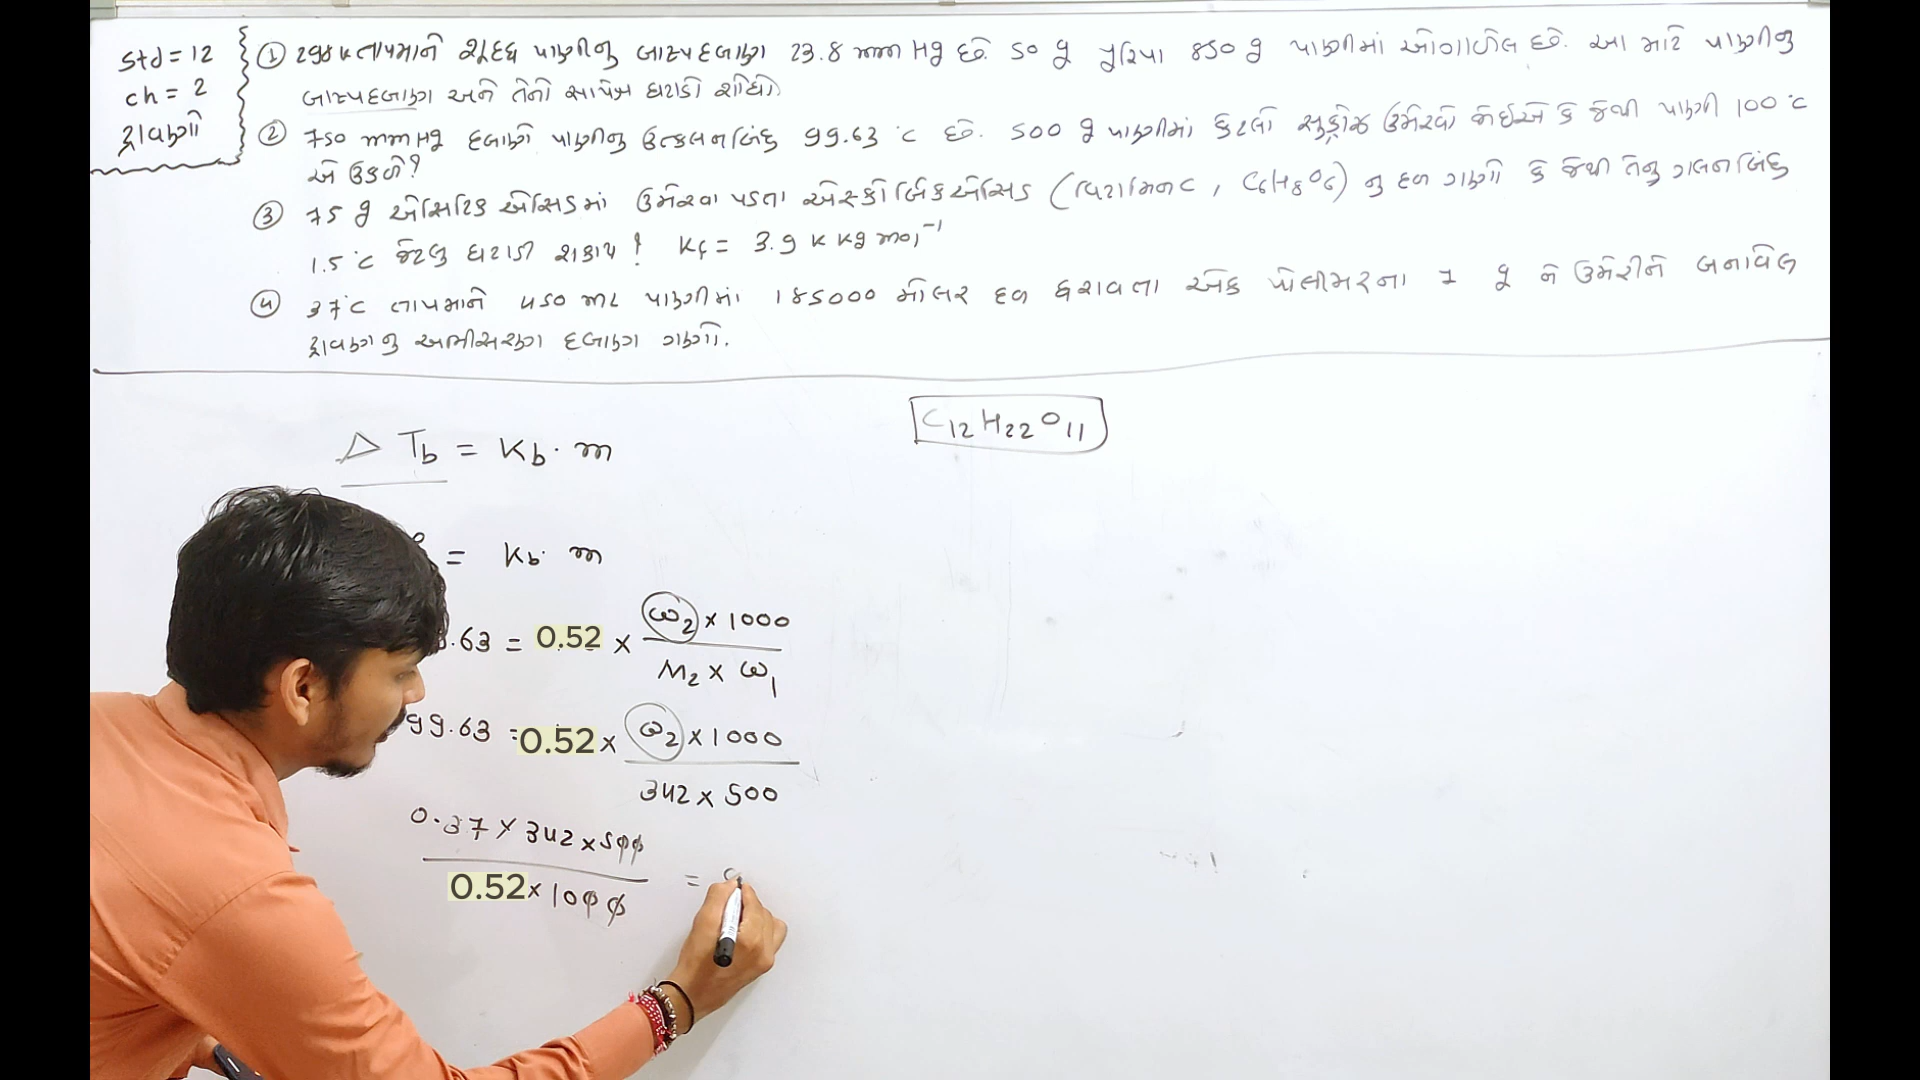 std = 12
ch = 2
દ્રાવણો
① 298 K તાપમાને શુદ્ધ પાણીનુ બાષ્પદબાણ 23.8 mm Hg છે. 50 g યુરિયા 850 g પાણીમાં ઓગાળેલ છે. આ માટે પાણીનુ
બાષ્પદબાણ અને તેનો સાપેક્ષ ઘટાડો શોધો.
② 750 mm Hg દબાણે પાણીનુ ઉત્કલનબિંદુ 99.63 °C છે. 500 g પાણીમાં કેટલો સુક્રોઝ ઉમેરવો જોઈએ કે જેથી પાણી 100 °C
એ ઉકળે?
③ 75 g એસિટિક એસિડમાં ઉમેરવા પડતા એસ્કોર્બિક એસિડ (વિટામિન C, C6H8O6) નુ દળ ગણો કે જેથી તેનુ ગલનબિંદુ
1.5 °C જેટલુ ઘટાડી શકાય! Kf = 3.9 K kg mol⁻¹
④ 37 °C તાપમાને 450 mL પાણીમાં 185000 મોલર દળ ધરાવતા એક પોલીમરના 1 g ને ઉમેરીને બનાવેલ
દ્રાવણનુ અભીસરણ દબાણ ગણો.
C12H22O11
Δ Tb = Kb · m
= Kb · m
.63 = 0.52 × ω2 × 1000 / M2 × ω1
99.63 = 0.52 × ω2 × 1000 / 342 × 500
0.37 × 342 × 500 / 0.52 × 1000 =